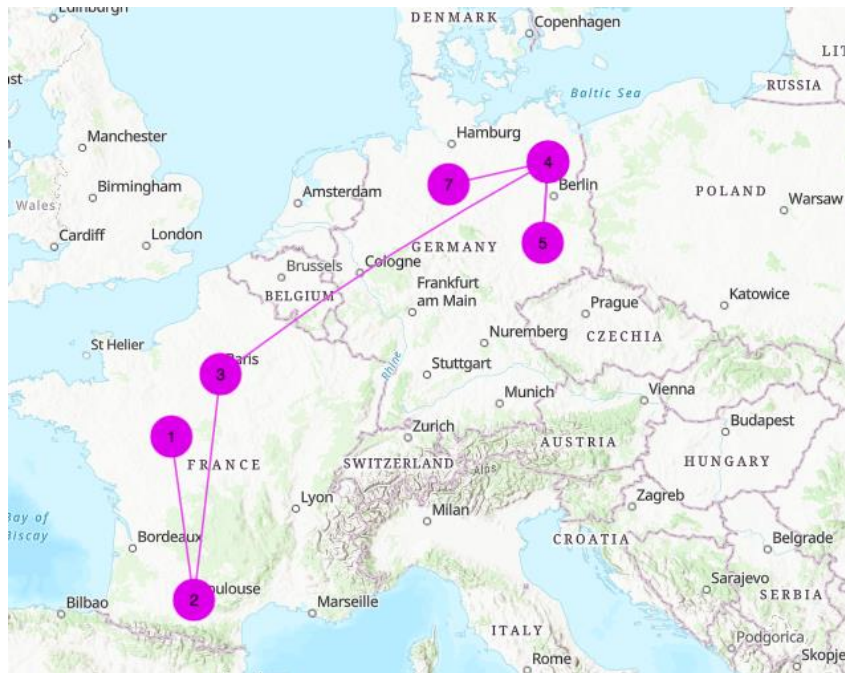 Edinburgh
DENMARK
Copenhagen
LIT
RUSSIA
Baltic Sea
Manchester
Hamburg
4
7
Birmingham
Wales
Amsterdam
Berlin
POLAND
Warsaw
Cardiff
London
5
GERMANY
Brussels
Cologne
BELGIUM
Frankfurt
am Main
Prague
Katowice
CZECHIA
Nuremberg
St Helier
Paris
3
Rhine
Stuttgart
Munich
Vienna
1
Zurich
Budapest
AUSTRIA
FRANCE
SWITZERLAND
Alps
HUNGARY
Lyon
Milan
Zagreb
Bay of
Biscay
Bordeaux
CROATIA
Belgrade
2
Toulouse
Bilbao
Marseille
Sarajevo
SERBIA
ITALY
Podgorica
Rome
Skopje